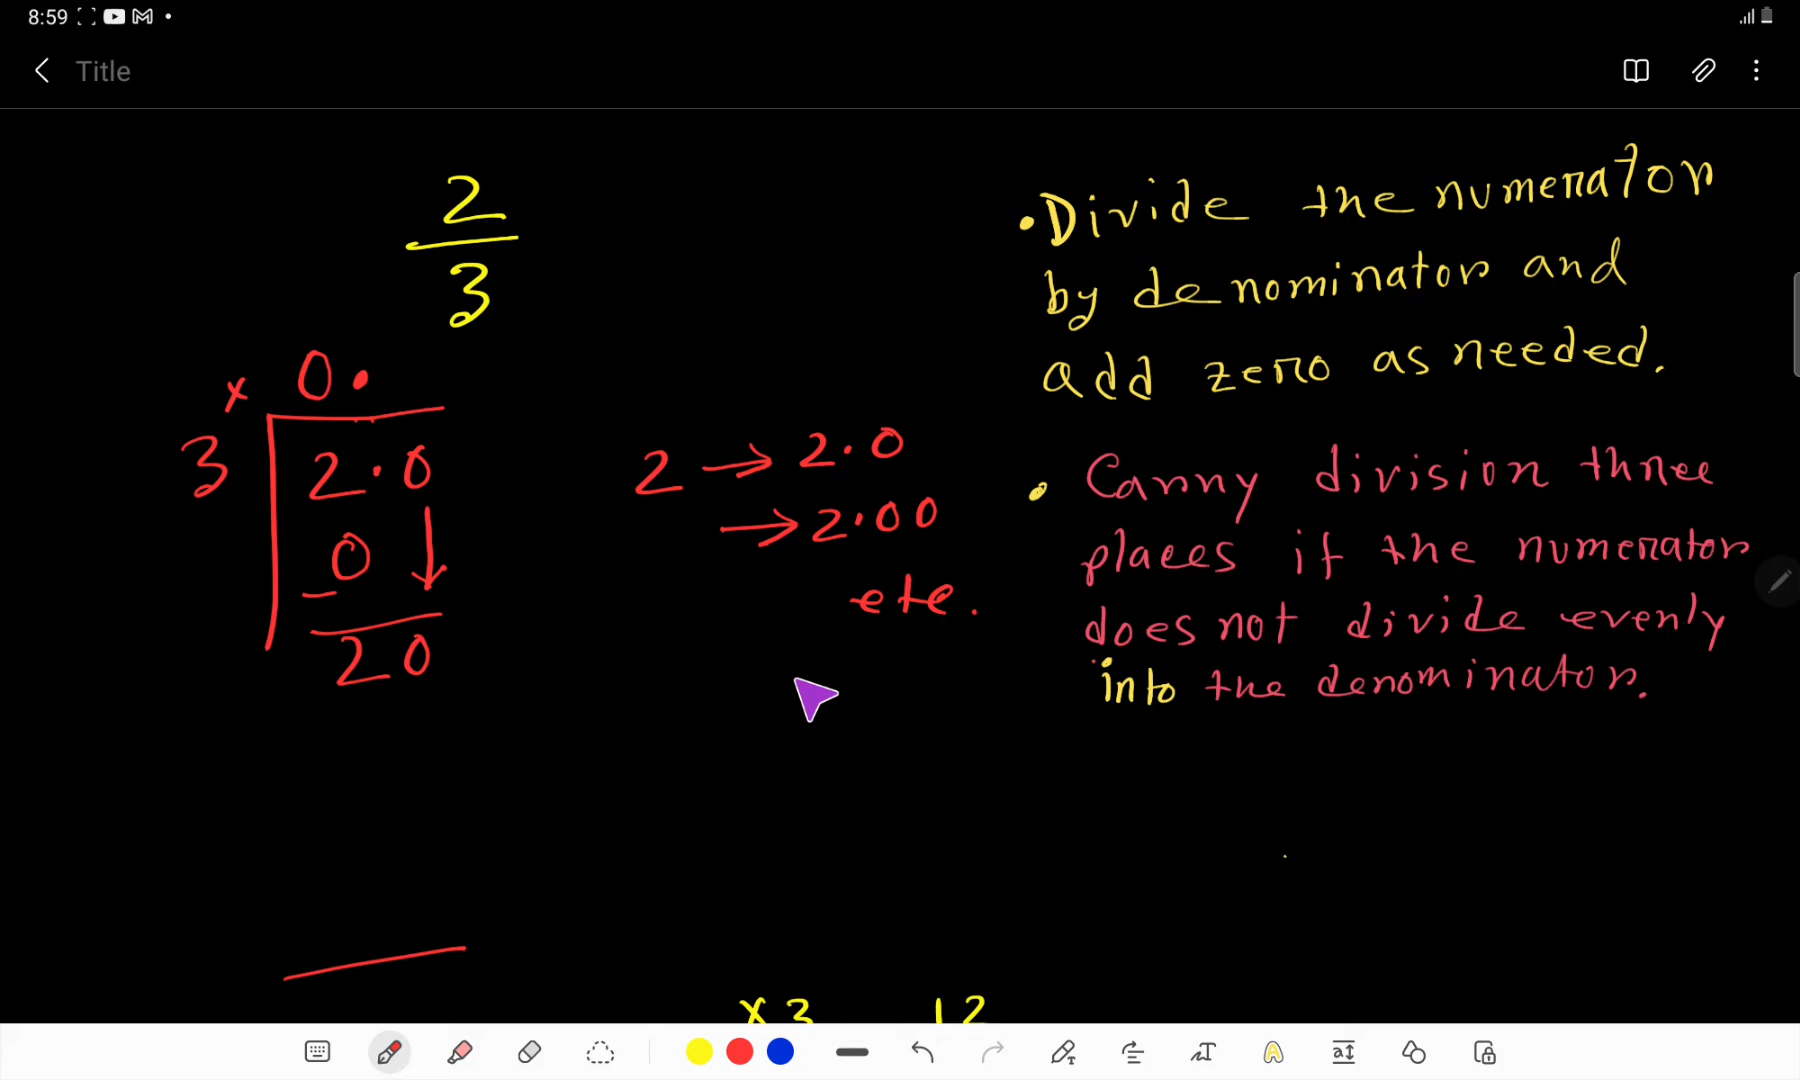 8:59
Title
2
3
x 0.
3 2.0
0
20
2 → 2.0
→ 2.00
etc.
• Divide the numerator
by denominator and
add zero as needed.
• Carry division three
places if the numerator
does not divide evenly
into the denominator.
x 3 12